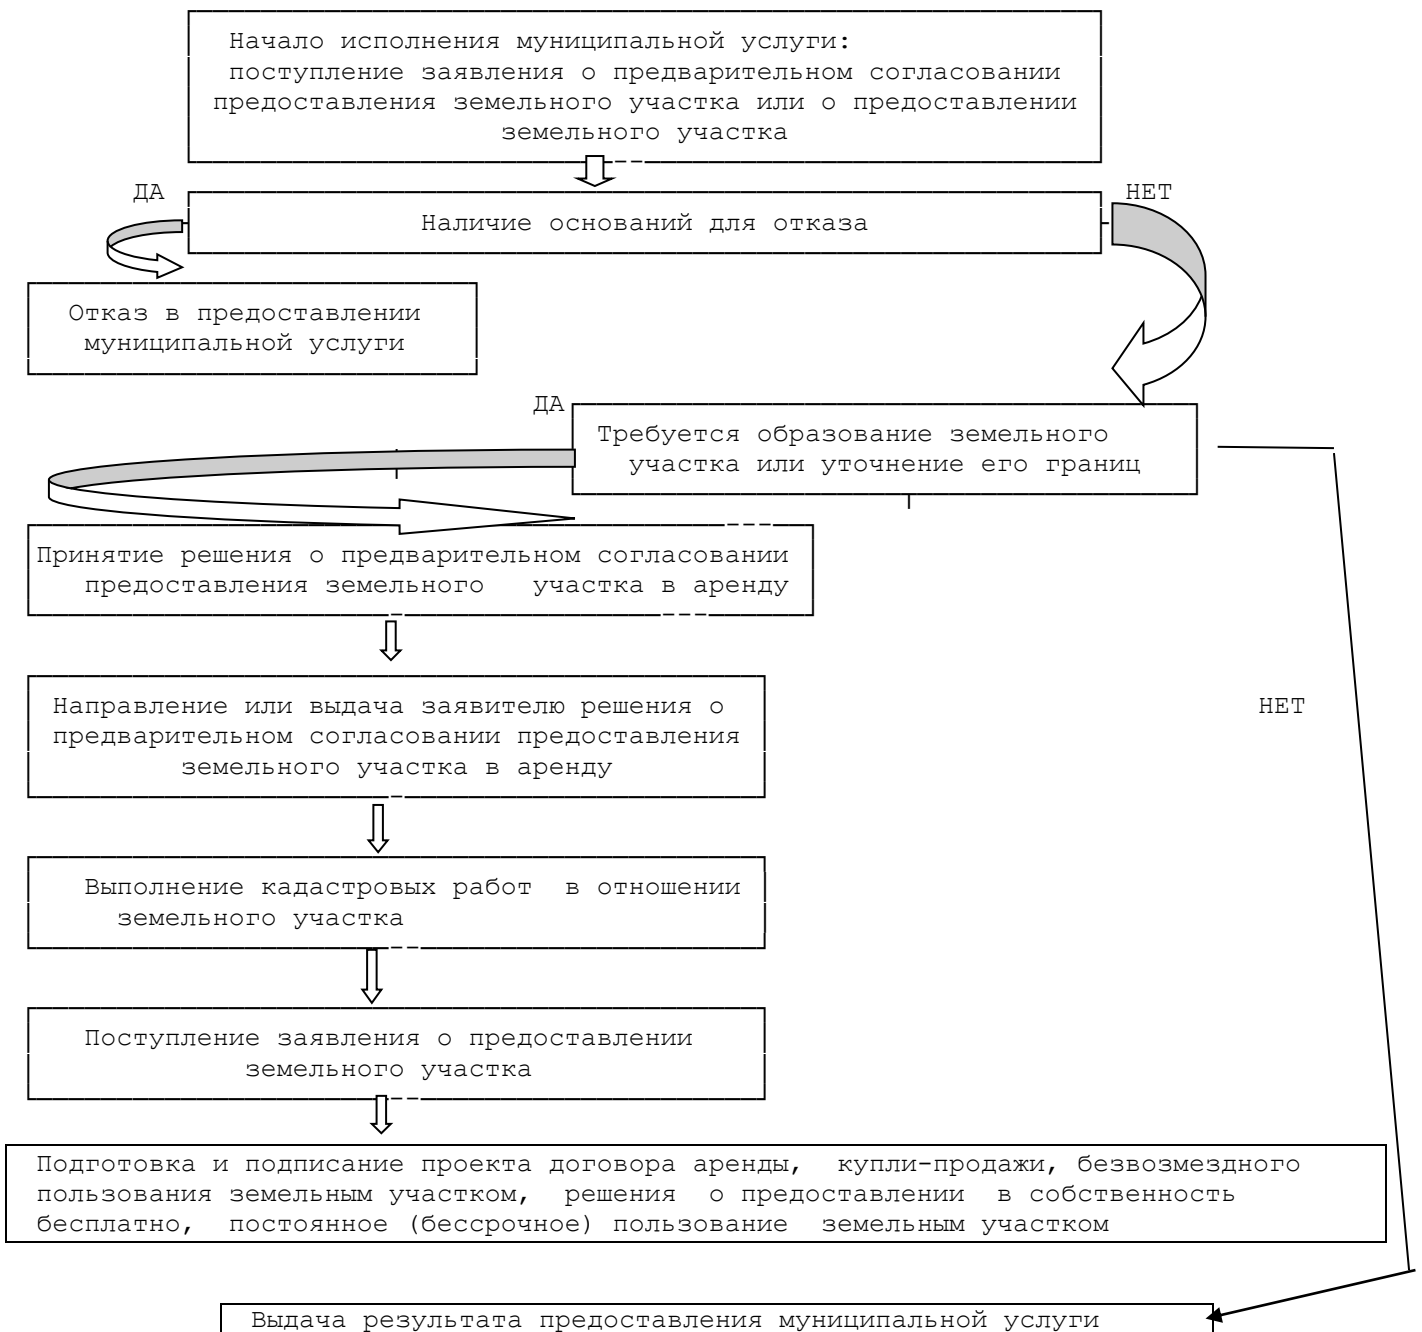 Начало исполнения муниципальной услуги:
поступление заявления о предварительном согласовании
предоставления земельного участка или о предоставлении
земельного участка
ДА
НЕТ
Наличие оснований для отказа
Отказ в предоставлении
муниципальной услуги
ДА
Требуется образование земельного
участка или уточнение его границ
Принятие решения о предварительном согласовании
предоставления земельного участка в аренду
Направление или выдача заявителю решения о
предварительном согласовании предоставления
земельного участка в аренду
НЕТ
Выполнение кадастровых работ в отношении
земельного участка
Поступление заявления о предоставлении
земельного участка
Подготовка и подписание проекта договора аренды, купли-продажи, безвозмездного
пользования земельным участком, решения о предоставлении в собственность
бесплатно, постоянное (бессрочное) пользование земельным участком
Выдача результата предоставления муниципальной услуги